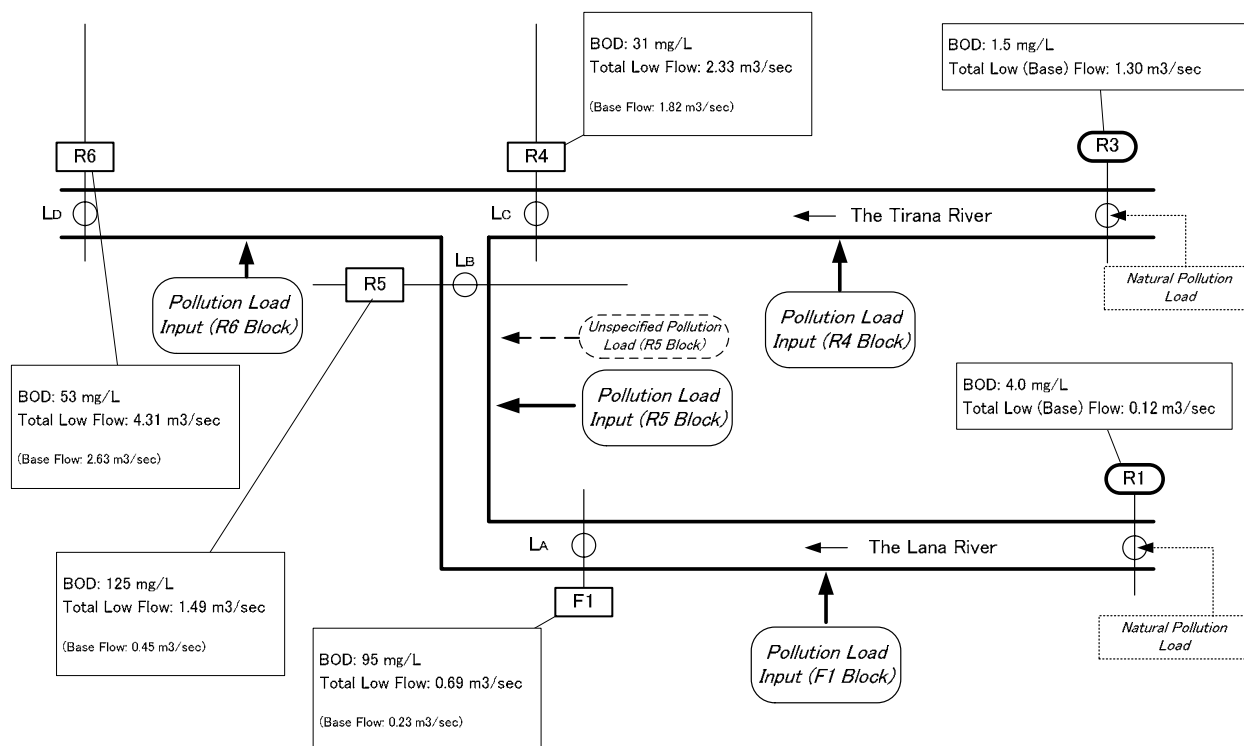 BOD: 31 mg/L
Total Low Flow: 2.33 m3/sec
(Base Flow: 1.82 m3/sec)
BOD: 1.5 mg/L
Total Low (Base) Flow: 1.30 m3/sec
R6
R4
R3
LD
LC
The Tirana River
LB
R5
Pollution Load
Input (R6 Block)
Unspecified Pollution
Load (R5 Block)
Pollution Load
Input (R4 Block)
Natural Pollution
Load
Pollution Load
Input (R5 Block)
BOD: 53 mg/L
Total Low Flow: 4.31 m3/sec
(Base Flow: 2.63 m3/sec)
BOD: 4.0 mg/L
Total Low (Base) Flow: 0.12 m3/sec
R1
LA
The Lana River
F1
BOD: 125 mg/L
Total Low Flow: 1.49 m3/sec
(Base Flow: 0.45 m3/sec)
BOD: 95 mg/L
Total Low Flow: 0.69 m3/sec
(Base Flow: 0.23 m3/sec)
Pollution Load
Input (F1 Block)
Natural Pollution
Load